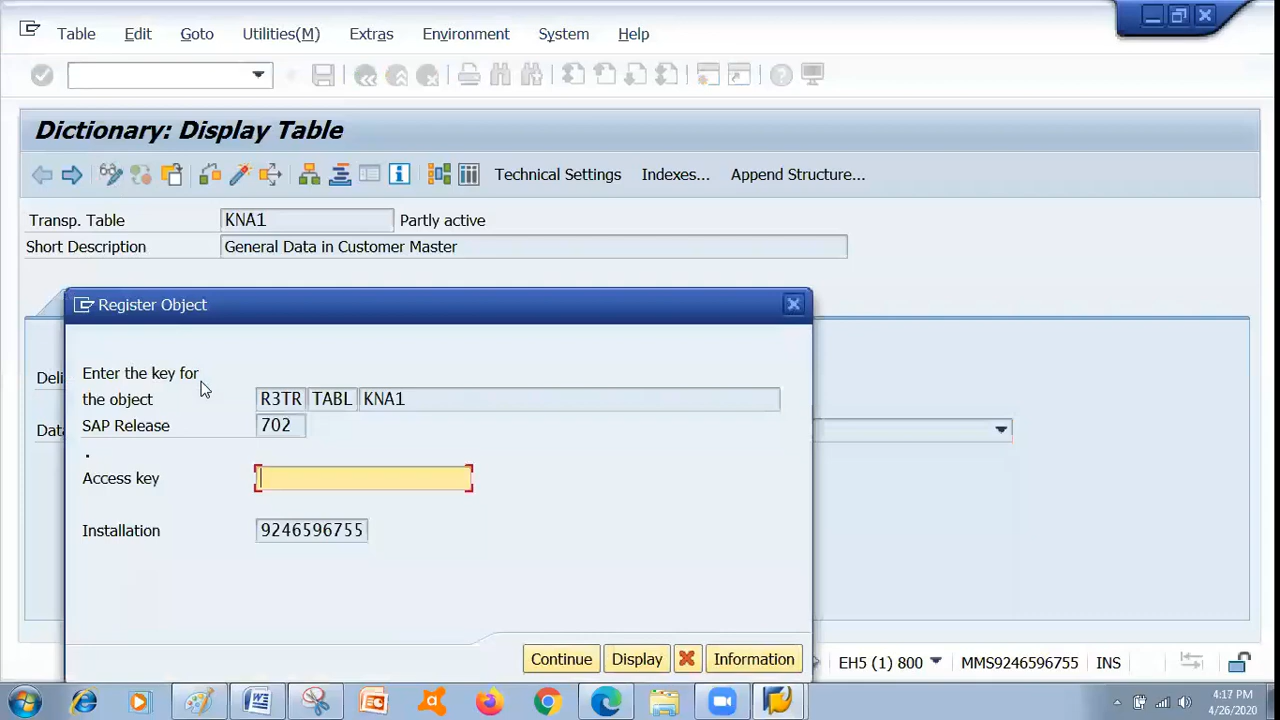 Table Edit Goto Utilities(M) Extras Environment System Help
Dictionary: Display Table
Technical Settings Indexes... Append Structure...
Transp. Table KNA1 Partly active
Short Description General Data in Customer Master
Register Object
Enter the key for
the object R3TR TABL KNA1
Deli
SAP Release 702
Data
.
Access key
Installation 9246596755
Continue Display Information
EH5 (1) 800 MMS9246596755 INS
4:17 PM
4/26/2020